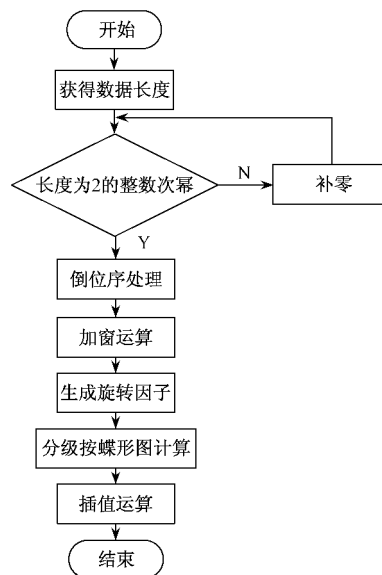 开始
获得数据长度
长度为2的整数次幂
N
补零
Y
倒位序处理
加窗运算
生成旋转因子
分级按蝶形图计算
插值运算
结束